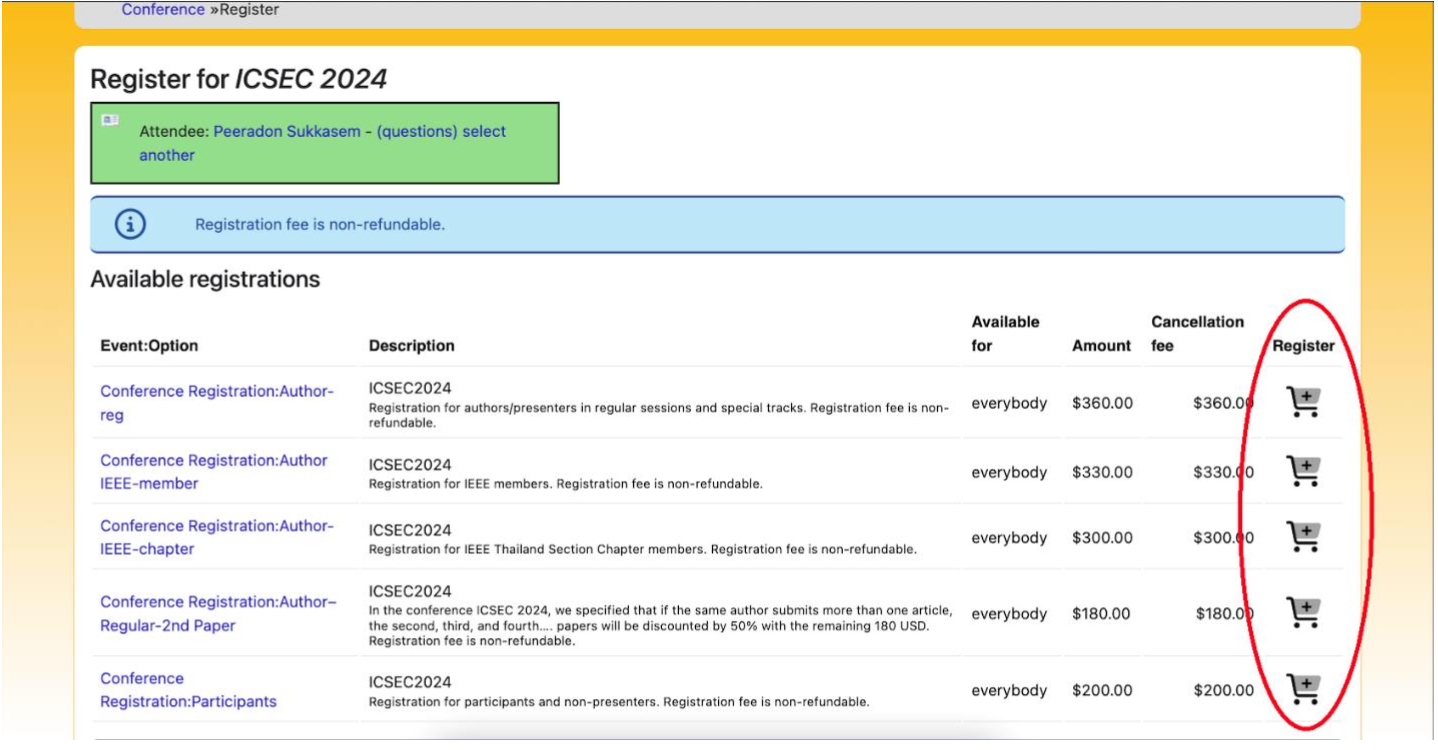 Conference »Register
Register for ICSEC 2024
Attendee: Peeradon Sukkasem - (questions) select
another
Registration fee is non-refundable.
Available registrations
Event:Option Description Available for Amount Cancellation fee Register
Conference Registration:Author-
reg
ICSEC2024
Registration for authors/presenters in regular sessions and special tracks. Registration fee is non-
refundable.
everybody $360.00 $360.00
Conference Registration:Author
IEEE-member
ICSEC2024
Registration for IEEE members. Registration fee is non-refundable.
everybody $330.00 $330.00
Conference Registration:Author-
IEEE-chapter
ICSEC2024
Registration for IEEE Thailand Section Chapter members. Registration fee is non-refundable.
everybody $300.00 $300.00
Conference Registration:Author–
Regular-2nd Paper
ICSEC2024
In the conference ICSEC 2024, we specified that if the same author submits more than one article,
the second, third, and fourth.... papers will be discounted by 50% with the remaining 180 USD.
Registration fee is non-refundable.
everybody $180.00 $180.00
Conference
Registration:Participants
ICSEC2024
Registration for participants and non-presenters. Registration fee is non-refundable.
everybody $200.00 $200.00